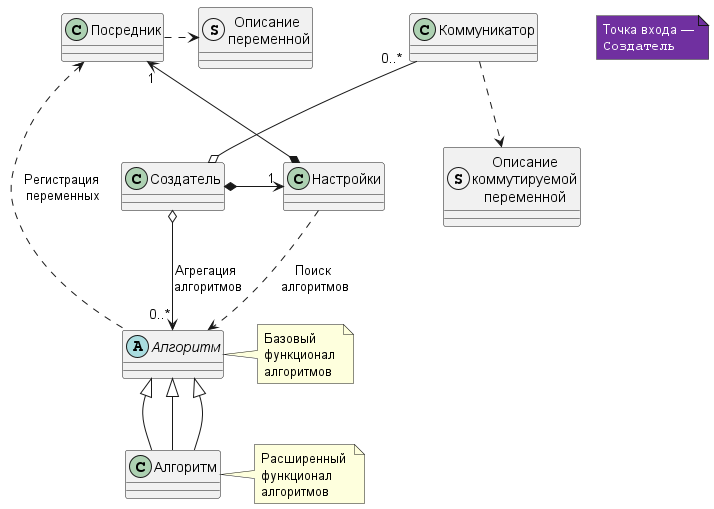 C Посредник
S Описание
переменной
C Коммуникатор
Точка входа —
Создатель
1
0..*
Регистрация
переменных
C Создатель
1
C Настройки
S Описание
коммутируемой
переменной
Агрегация
алгоритмов
Поиск
алгоритмов
0..*
A Алгоритм
Базовый
функционал
алгоритмов
C Алгоритм
Расширенный
функционал
алгоритмов